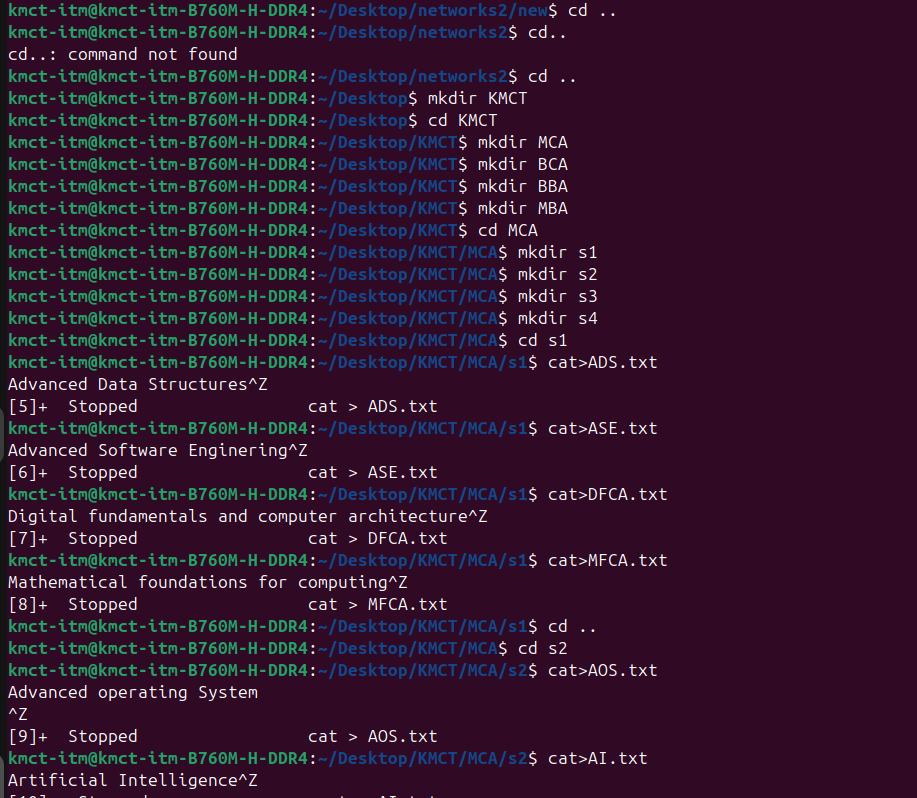 kmct-itm@kmct-itm-B760M-H-DDR4:~/Desktop/networks2/new$ cd ..
kmct-itm@kmct-itm-B760M-H-DDR4:~/Desktop/networks2$ cd..
cd..: command not found
kmct-itm@kmct-itm-B760M-H-DDR4:~/Desktop/networks2$ cd ..
kmct-itm@kmct-itm-B760M-H-DDR4:~/Desktop$ mkdir KMCT
kmct-itm@kmct-itm-B760M-H-DDR4:~/Desktop$ cd KMCT
kmct-itm@kmct-itm-B760M-H-DDR4:~/Desktop/KMCT$ mkdir MCA
kmct-itm@kmct-itm-B760M-H-DDR4:~/Desktop/KMCT$ mkdir BCA
kmct-itm@kmct-itm-B760M-H-DDR4:~/Desktop/KMCT$ mkdir BBA
kmct-itm@kmct-itm-B760M-H-DDR4:~/Desktop/KMCT$ mkdir MBA
kmct-itm@kmct-itm-B760M-H-DDR4:~/Desktop/KMCT$ cd MCA
kmct-itm@kmct-itm-B760M-H-DDR4:~/Desktop/KMCT/MCA$ mkdir s1
kmct-itm@kmct-itm-B760M-H-DDR4:~/Desktop/KMCT/MCA$ mkdir s2
kmct-itm@kmct-itm-B760M-H-DDR4:~/Desktop/KMCT/MCA$ mkdir s3
kmct-itm@kmct-itm-B760M-H-DDR4:~/Desktop/KMCT/MCA$ mkdir s4
kmct-itm@kmct-itm-B760M-H-DDR4:~/Desktop/KMCT/MCA$ cd s1
kmct-itm@kmct-itm-B760M-H-DDR4:~/Desktop/KMCT/MCA/s1$ cat>ADS.txt
Advanced Data Structures^Z
[5]+  Stopped                 cat > ADS.txt
kmct-itm@kmct-itm-B760M-H-DDR4:~/Desktop/KMCT/MCA/s1$ cat>ASE.txt
Advanced Software Enginering^Z
[6]+  Stopped                 cat > ASE.txt
kmct-itm@kmct-itm-B760M-H-DDR4:~/Desktop/KMCT/MCA/s1$ cat>DFCA.txt
Digital fundamentals and computer architecture^Z
[7]+  Stopped                 cat > DFCA.txt
kmct-itm@kmct-itm-B760M-H-DDR4:~/Desktop/KMCT/MCA/s1$ cat>MFCA.txt
Mathematical foundations for computing^Z
[8]+  Stopped                 cat > MFCA.txt
kmct-itm@kmct-itm-B760M-H-DDR4:~/Desktop/KMCT/MCA/s1$ cd ..
kmct-itm@kmct-itm-B760M-H-DDR4:~/Desktop/KMCT/MCA$ cd s2
kmct-itm@kmct-itm-B760M-H-DDR4:~/Desktop/KMCT/MCA/s2$ cat>AOS.txt
Advanced operating System
^Z
[9]+  Stopped                 cat > AOS.txt
kmct-itm@kmct-itm-B760M-H-DDR4:~/Desktop/KMCT/MCA/s2$ cat>AI.txt
Artificial Intelligence^Z